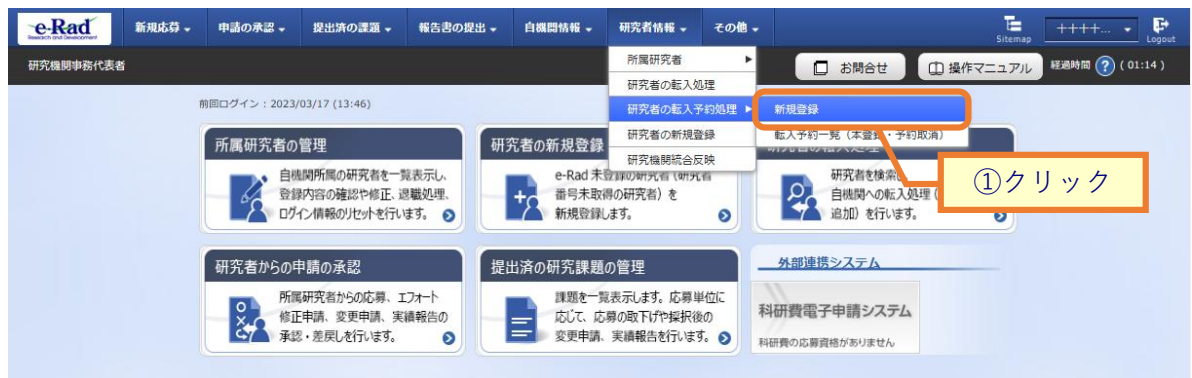 e-Rad
Research and Development
新規応募
申請の承認
提出済の課題
報告書の提出
自機関情報
研究者情報
その他
Sitemap
++++...
Logout
研究機関事務代表者
お問合せ
操作マニュアル
経過時間 ? ( 01:14 )
所属研究者
研究者の転入処理
研究者の転入予約処理
研究者の新規登録
研究機関統合反映
新規登録
転入予約一覧（本登録・予約取消）
①クリック
前回ログイン：2023/03/17 (13:46)
所属研究者の管理
自機関所属の研究者を一覧表示し、
登録内容の確認や修正、退職処理、
ログイン情報のリセットを行います。
研究者の新規登録
e-Rad 未登録の研究者（研究者
番号未取得の研究者）を
新規登録します。
研究者の転入処理
研究者を検索し
自機関への転入処理（
追加）を行います。
研究者からの申請の承認
所属研究者からの応募、エフォート
修正申請、変更申請、実績報告の
承認・差戻しを行います。
提出済の研究課題の管理
課題を一覧表示します。応募単位に
応じて、応募の取下げや採択後の
変更申請、実績報告を行います。
外部連携システム
科研費電子申請システム
科研費の応募資格がありません